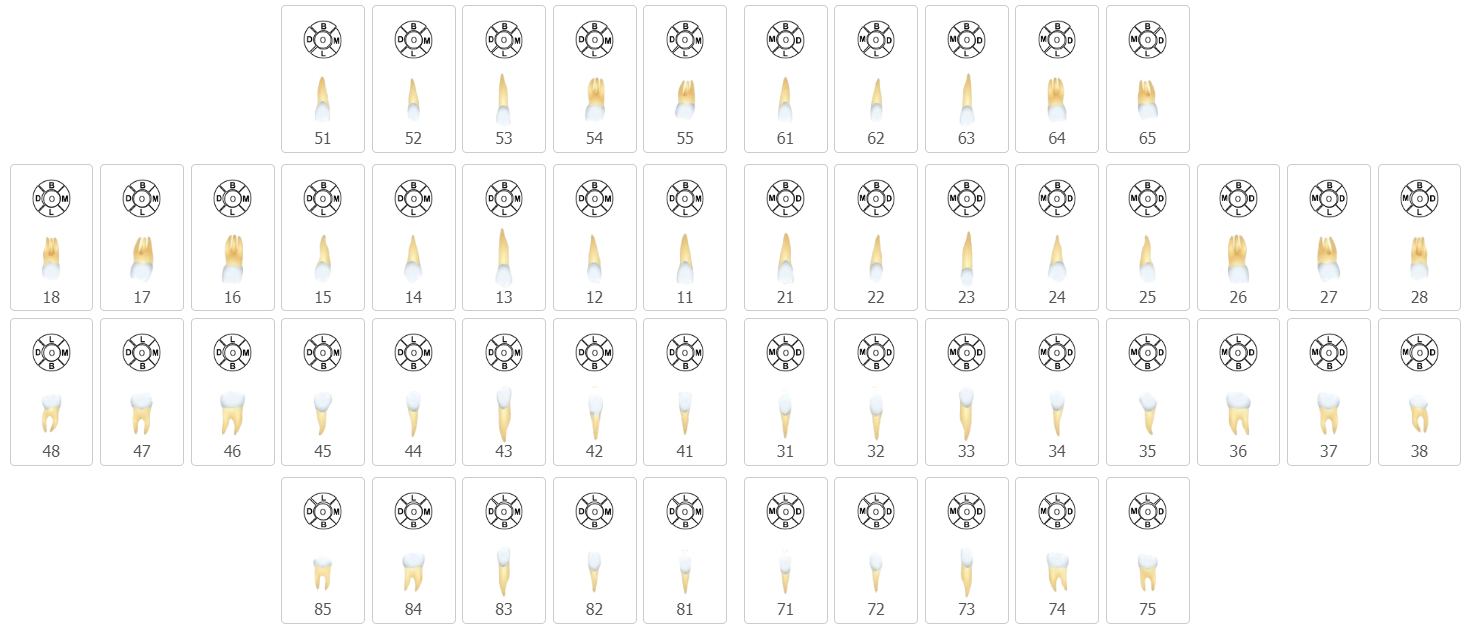 B B B B B B B B B B
D O M D O M D O M D O M D O M M O D M O D M O D M O D M O D
L L L L L L L L L L
51 52 53 54 55 61 62 63 64 65
B B B B B B B B B B B B B B B B
D O M D O M D O M D O M D O M D O M D O M D O M M O D M O D M O D M O D M O D M O D M O D M O D
L L L L L L L L L L L L L L L L
18 17 16 15 14 13 12 11 21 22 23 24 25 26 27 28
L L L L L L L L L L L L L L L L
D O M D O M D O M D O M D O M D O M D O M D O M M O D M O D M O D M O D M O D M O D M O D M O D
B B B B B B B B B B B B B B B B
48 47 46 45 44 43 42 41 31 32 33 34 35 36 37 38
L L L L L L L L L L
D O M D O M D O M D O M D O M M O D M O D M O D M O D M O D
B B B B B B B B B B
85 84 83 82 81 71 72 73 74 75